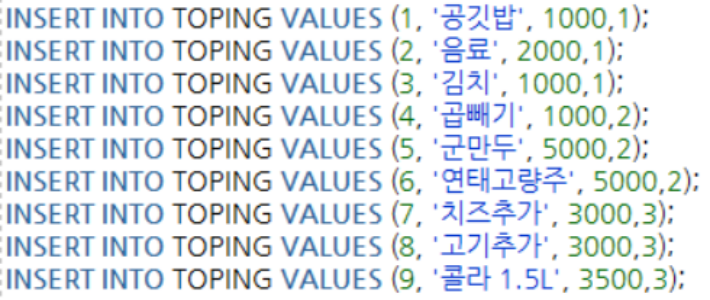 INSERT INTO TOPING VALUES (1, '공깃밥', 1000,1);
INSERT INTO TOPING VALUES (2, '음료', 2000,1);
INSERT INTO TOPING VALUES (3, '김치', 1000,1);
INSERT INTO TOPING VALUES (4, '곱빼기', 1000,2);
INSERT INTO TOPING VALUES (5, '군만두', 5000,2);
INSERT INTO TOPING VALUES (6, '연태고량주', 5000,2);
INSERT INTO TOPING VALUES (7, '치즈추가', 3000,3);
INSERT INTO TOPING VALUES (8, '고기추가', 3000,3);
INSERT INTO TOPING VALUES (9, '콜라 1.5L', 3500,3);